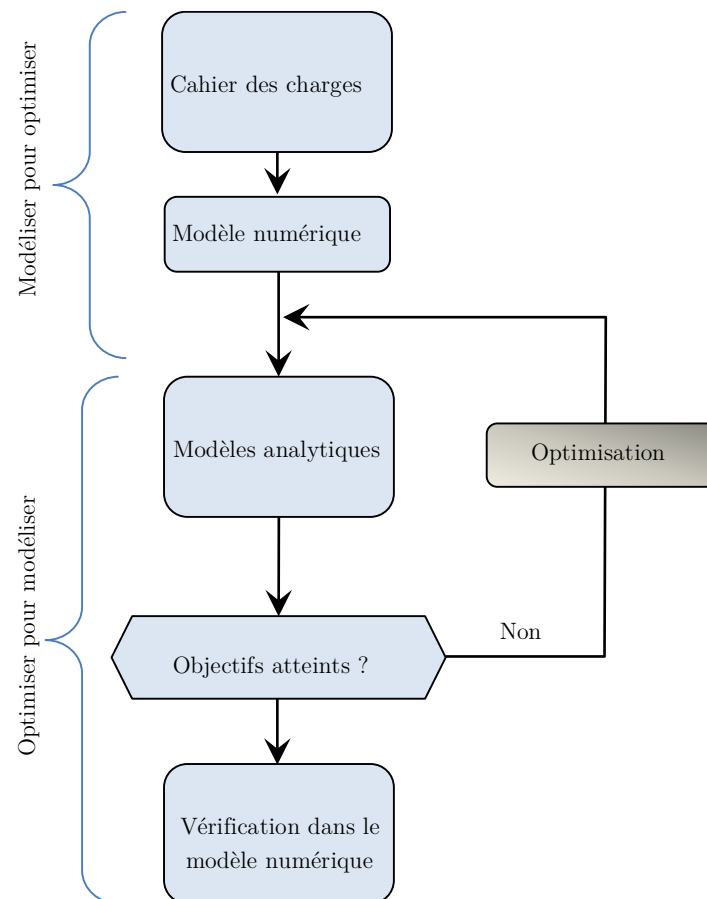 Modéliser pour optimiser
Cahier des charges
Modèle numérique
Optimiser pour modéliser
Modèles analytiques
Optimisation
Non
Objectifs atteints ?
Vérification dans le
modèle numérique